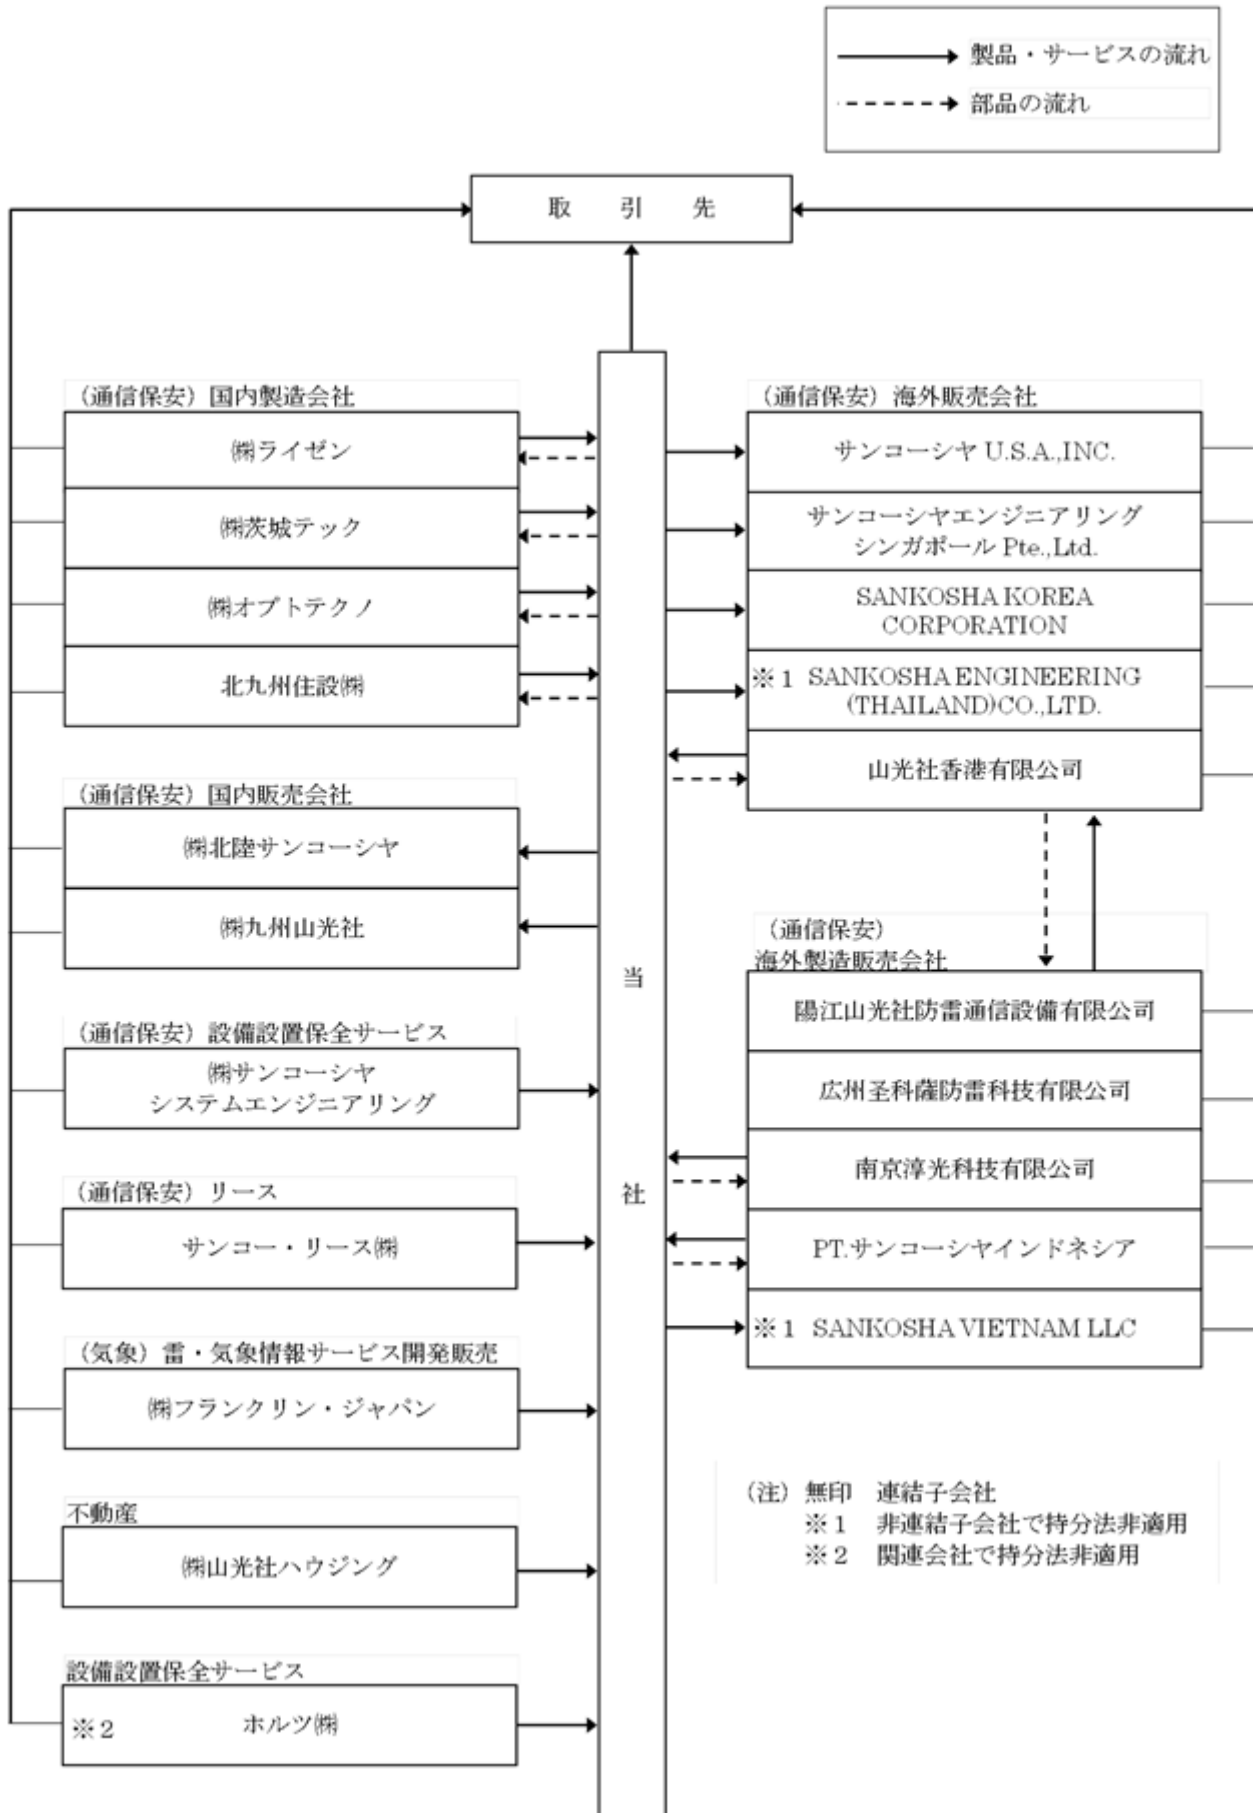 製品・サービスの流れ
部品の流れ
取引先
(通信保安)国内製造会社
㈱ライゼン
㈱茨城テック
㈱オプトテクノ
北九州住設㈱
(通信保安)国内販売会社
㈱北陸サンコーシヤ
㈱九州山光社
(通信保安)設備設置保全サービス
㈱サンコーシヤ
システムエンジニアリング
(通信保安)リース
サンコー・リース㈱
(気象)雷・気象情報サービス開発販売
㈱フランクリン・ジャパン
不動産
㈱山光社ハウジング
設備設置保全サービス
※2 ホルツ㈱
当
社
(通信保安)海外販売会社
サンコーシヤ U.S.A.,INC.
サンコーシヤエンジニアリング
シンガポール Pte.,Ltd.
SANKOSHA KOREA
CORPORATION
※1 SANKOSHA ENGINEERING
(THAILAND)CO.,LTD.
山光社香港有限公司
(通信保安)
海外製造販売会社
陽江山光社防雷通信設備有限公司
広州圣科薩防雷科技有限公司
南京淳光科技有限公司
PT.サンコーシヤインドネシア
※1 SANKOSHA VIETNAM LLC
(注)無印 連結子会社
※1 非連結子会社で持分法非適用
※2 関連会社で持分法非適用